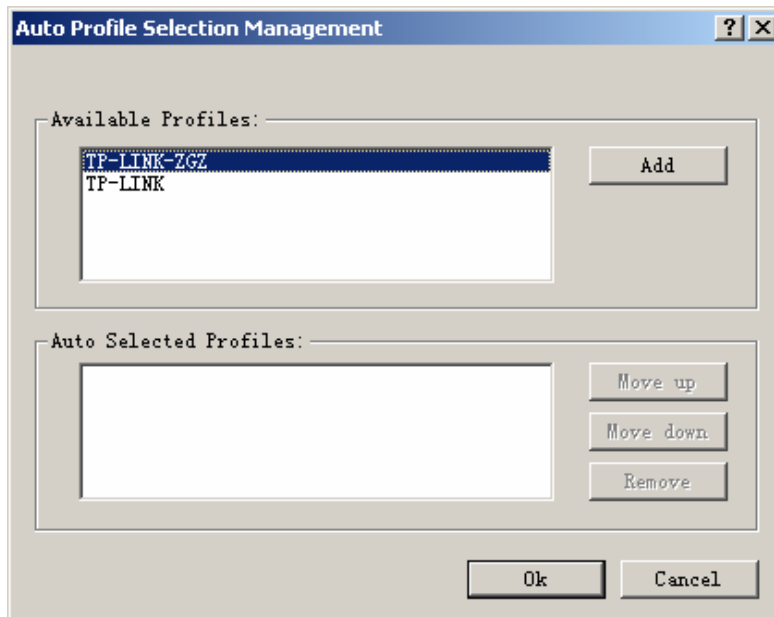 Auto Profile Selection Management
Available Profiles:
TP-LINK-ZGZ
TP-LINK
Add
Auto Selected Profiles:
Move up
Move down
Remove
Ok
Cancel